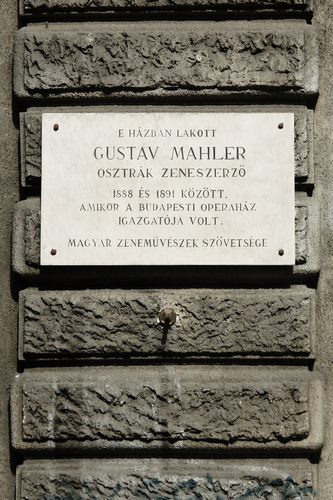 E HÁZBAN LAKOTT
GUSTAV MAHLER
OSZTRÁK ZENESZERZŐ
1888 ÉS 1891 KÖZÖTT,
AMIKOR A BUDAPESTI OPERAHÁZ
IGAZGATÓJA VOLT.
MAGYAR ZENEMŰVÉSZEK SZÖVETSÉGE